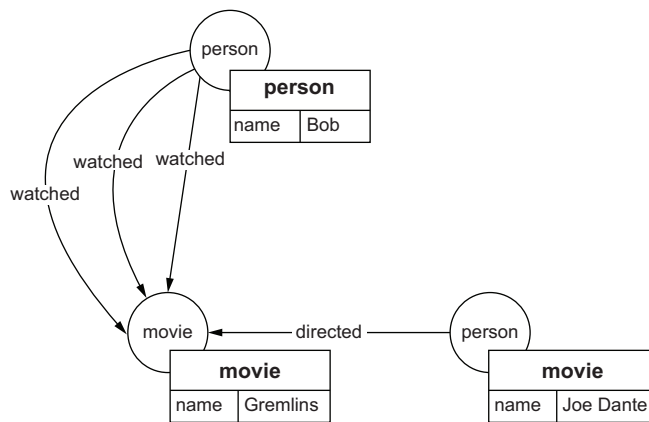 person
person
name Bob
watched
watched
watched
movie
directed
person
movie
name Gremlins
movie
name Joe Dante